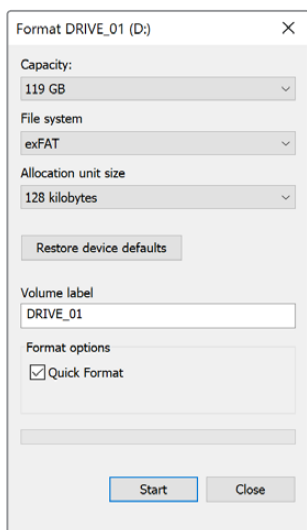 Format DRIVE_01 (D:)
Capacity:
119 GB
File system
exFAT
Allocation unit size
128 kilobytes
Restore device defaults
Volume label
DRIVE_01
Format options
Quick Format
Start Close